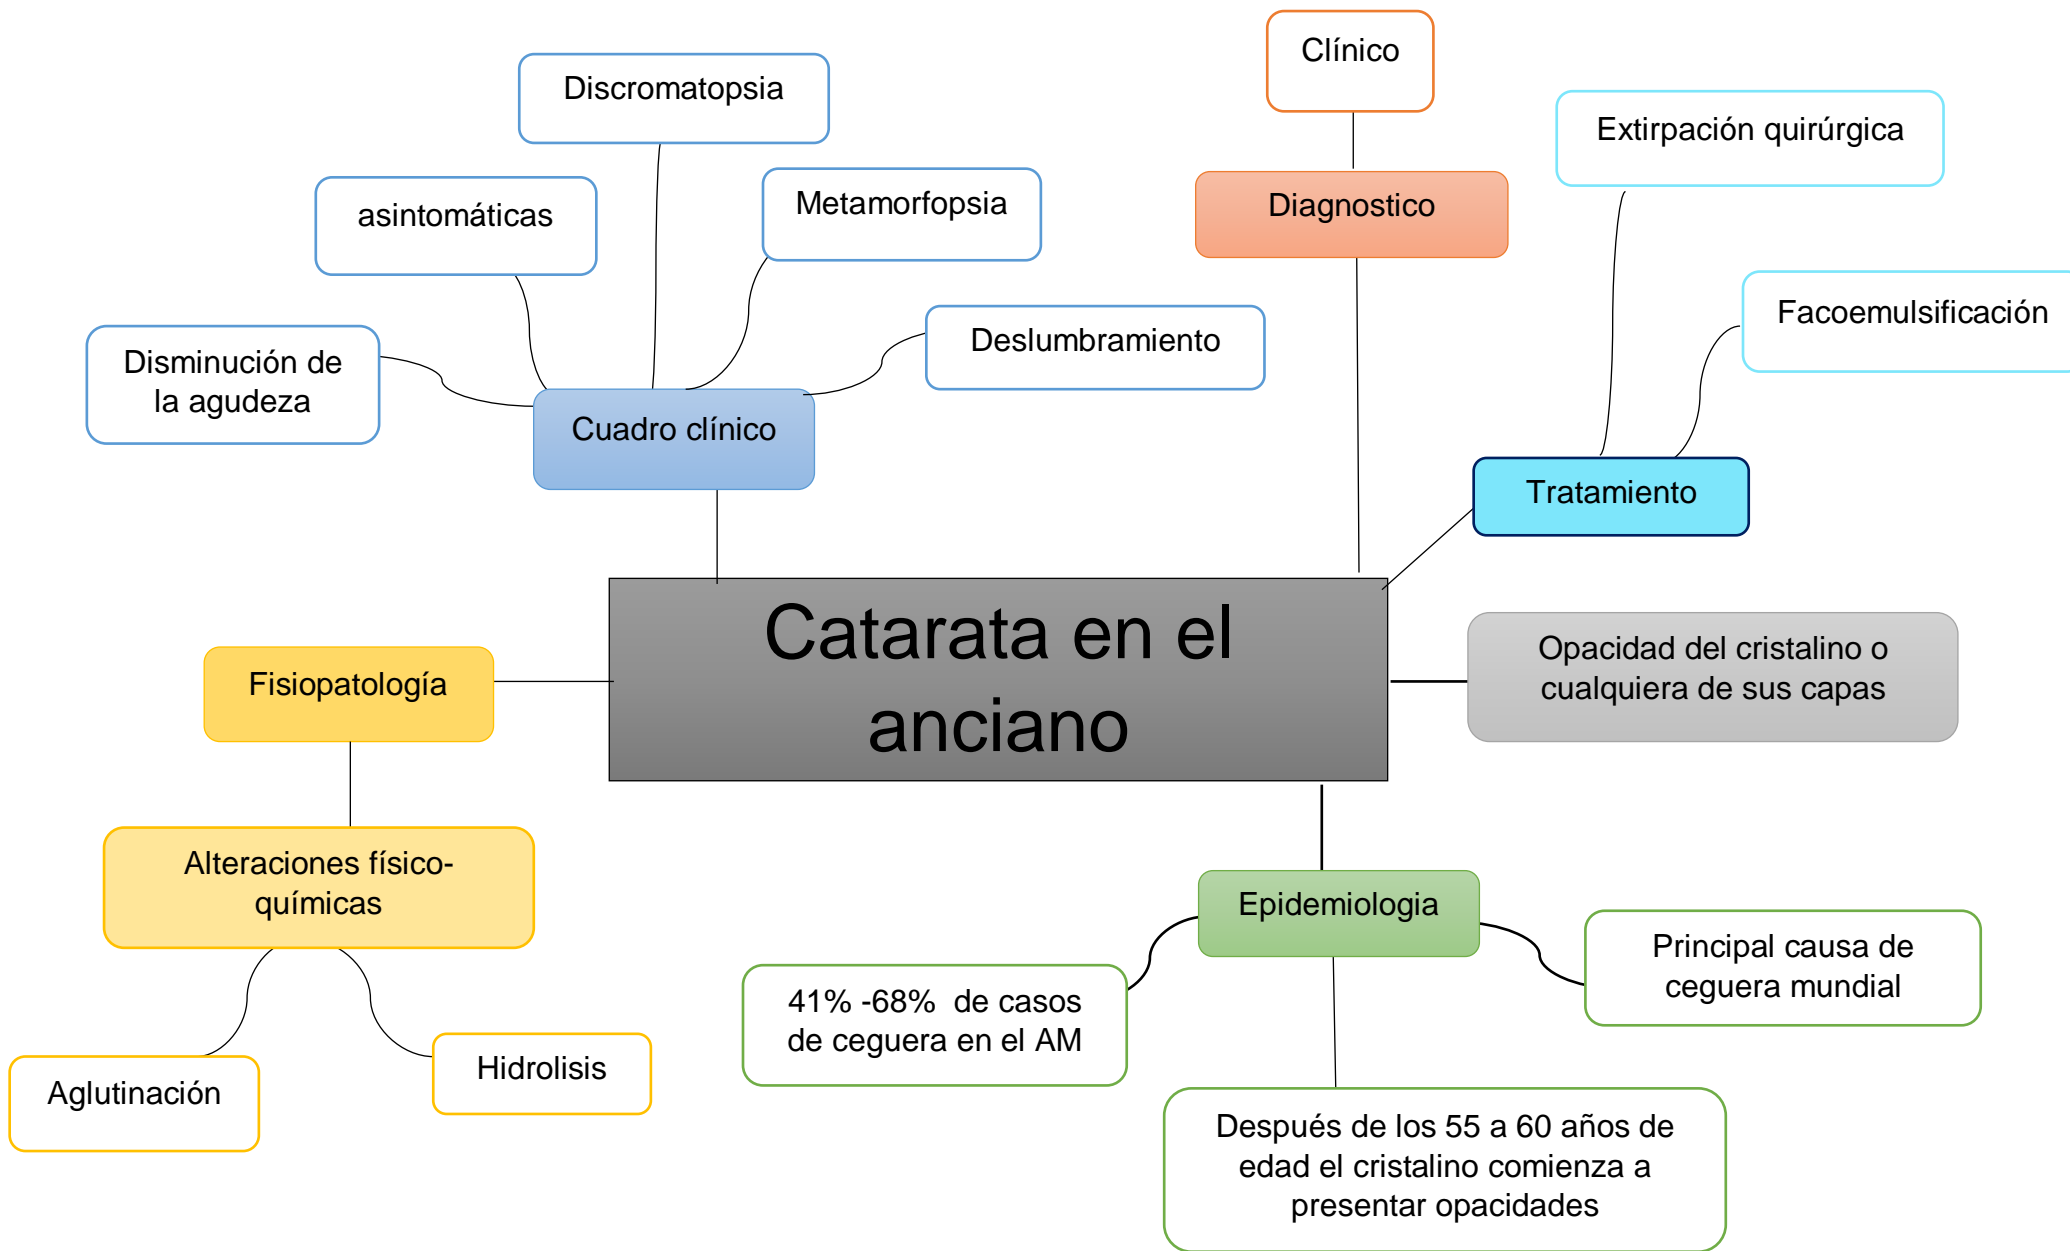 Clínico
Discromatopsia
Extirpación quirúrgica
asintomáticas
Metamorfopsia
Diagnostico
Facoemulsificación
Deslumbramiento
Disminución de
la agudeza
Cuadro clínico
Tratamiento
Catarata en el
anciano
Opacidad del cristalino o
cualquiera de sus capas
Fisiopatología
Alteraciones físico-
químicas
Epidemiologia
Principal causa de
ceguera mundial
41% -68%  de casos
de ceguera en el AM
Hidrolisis
Aglutinación
Después de los 55 a 60 años de
edad el cristalino comienza a
presentar opacidades